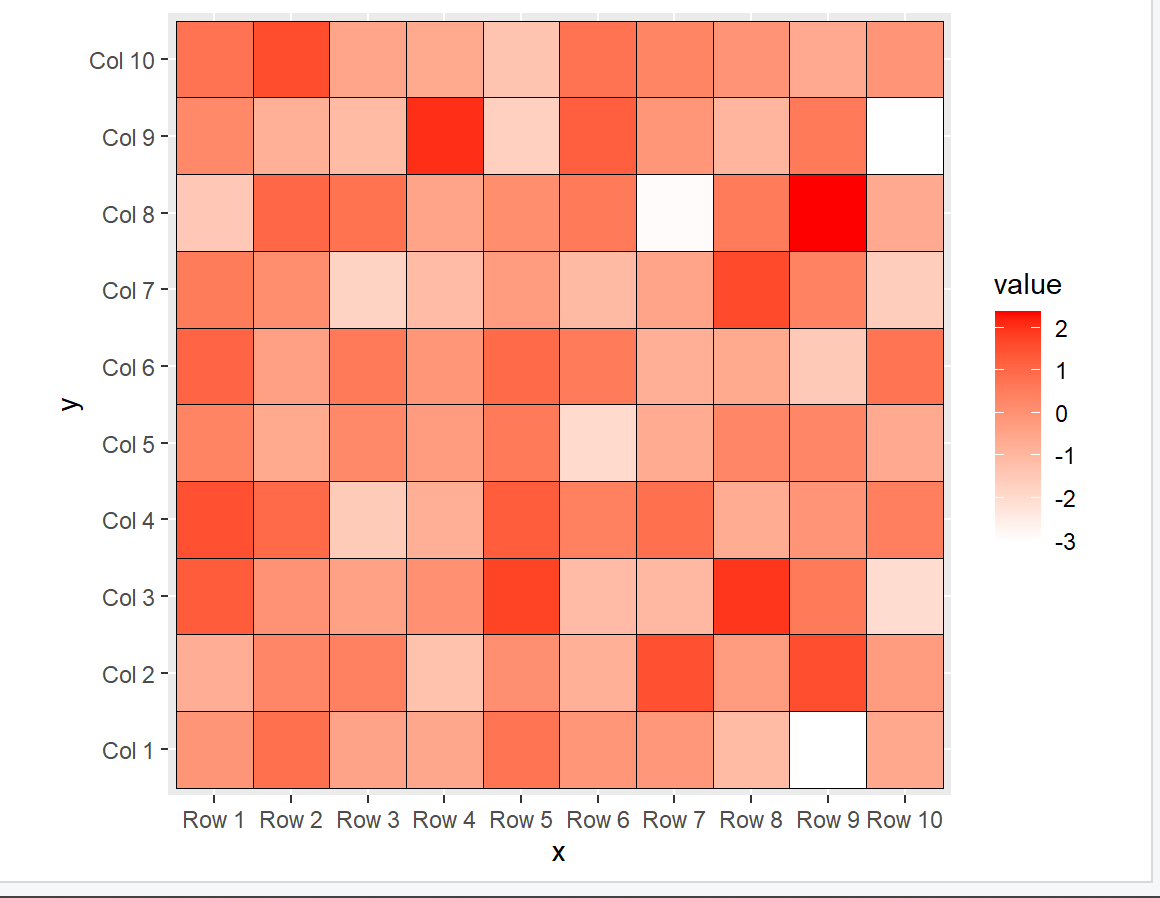 Col 10
Col 9
Col 8
Col 7
Col 6
Col 5
Col 4
Col 3
Col 2
Col 1
y
Row 1 Row 2 Row 3 Row 4 Row 5 Row 6 Row 7 Row 8 Row 9 Row 10
x
value
2
1
0
-1
-2
-3